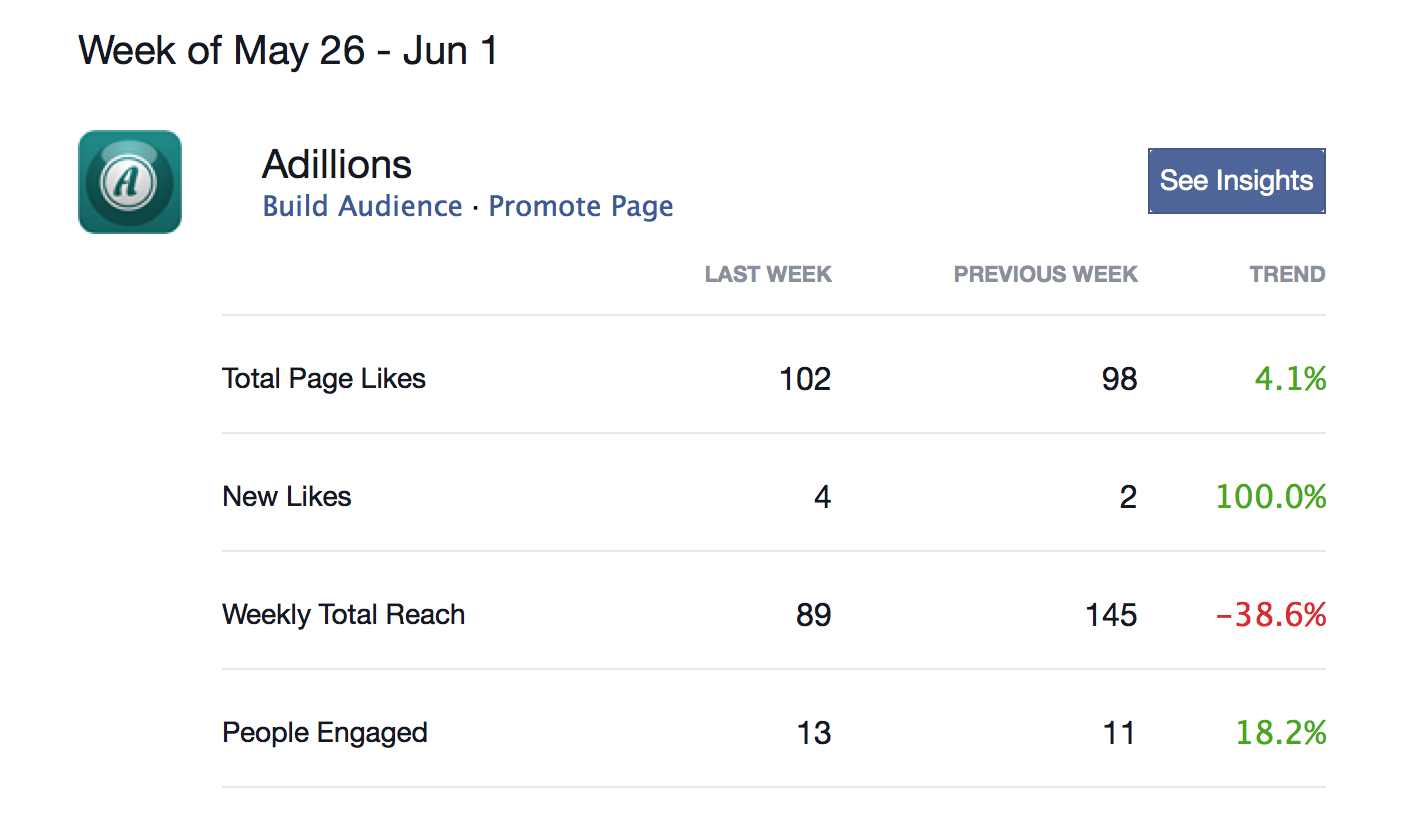 Week of May 26 - Jun 1
A
Adillions
Build Audience · Promote Page
See Insights
LAST WEEK PREVIOUS WEEK TREND
Total Page Likes 102 98 4.1%
New Likes 4 2 100.0%
Weekly Total Reach 89 145 -38.6%
People Engaged 13 11 18.2%